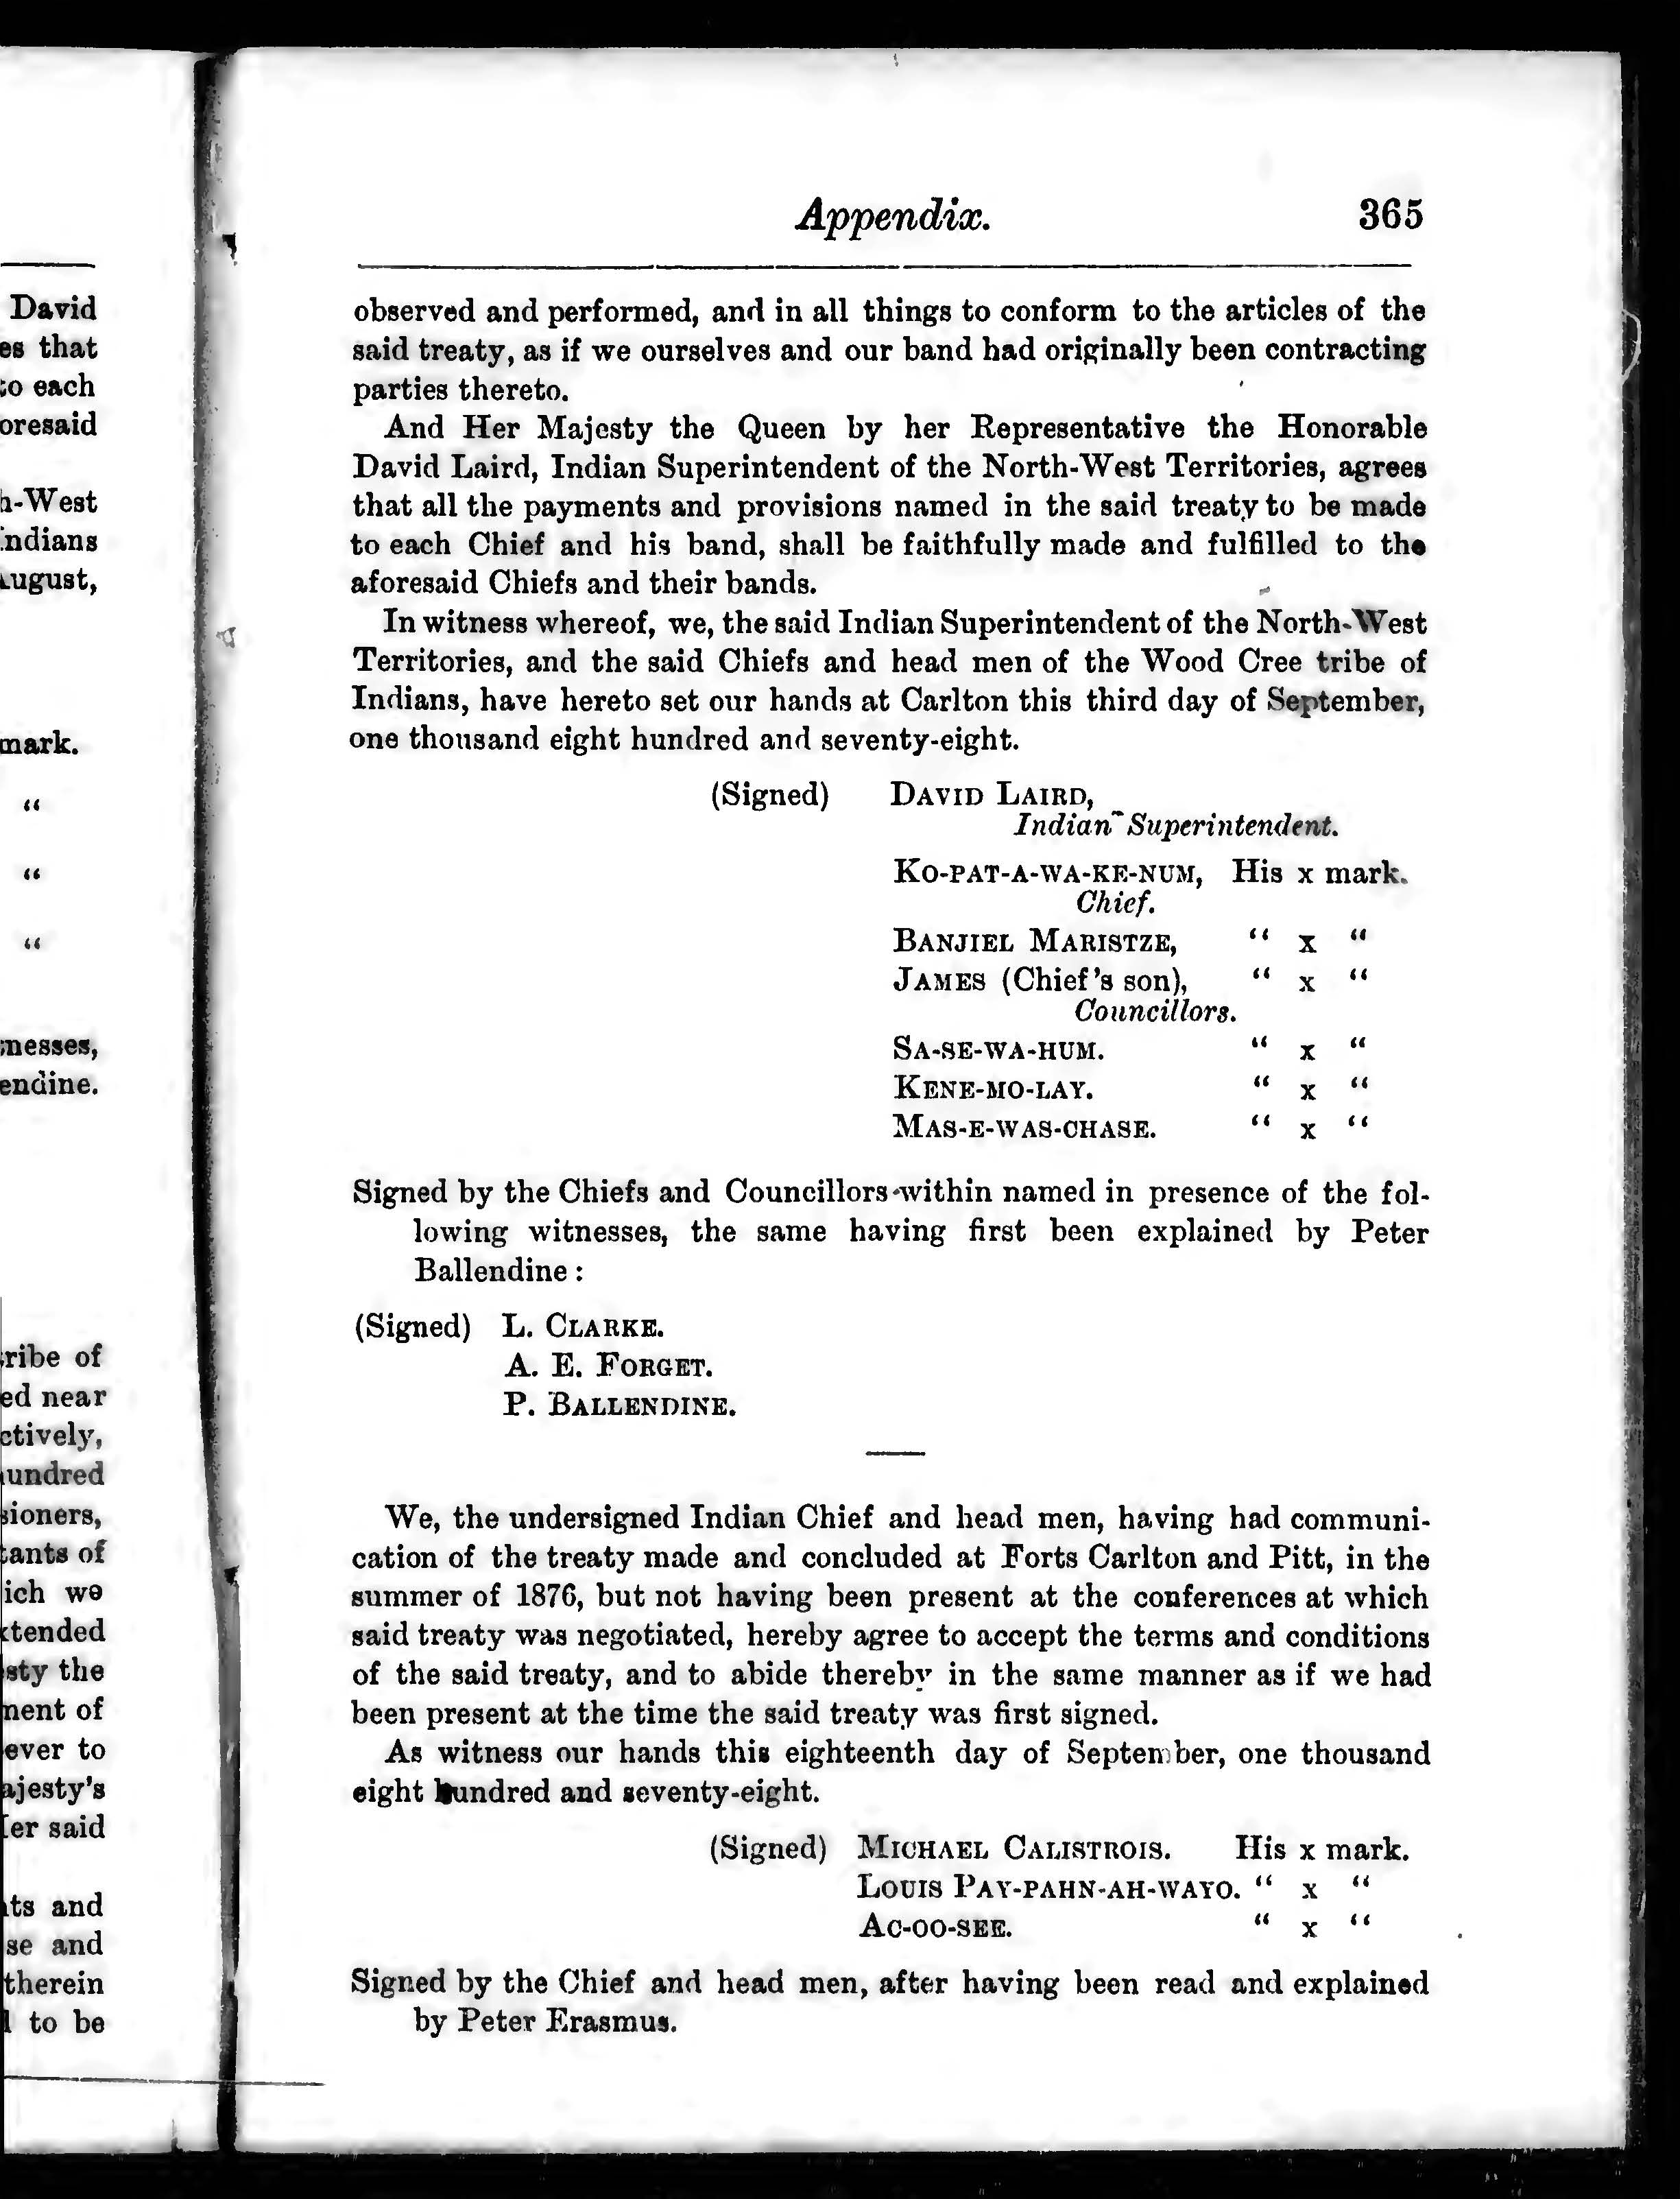 David
es that
to each
oresaid
h-West
Indians
August,
mark.
“
“
“
nesses,
endine.
tribe of
ed near
ctively,
hundred
sioners,
tants of
ich we
xtended
sty the
ment of
ever to
ajesty's
Her said
ts and
se and
therein
to be
Appendix. 365
observed and performed, and in all things to conform to the articles of the
said treaty, as if we ourselves and our band had originally been contracting
parties thereto.
And Her Majesty the Queen by her Representative the Honorable
David Laird, Indian Superintendent of the North-West Territories, agrees
that all the payments and provisions named in the said treaty to be made
to each Chief and his band, shall be faithfully made and fulfilled to the
aforesaid Chiefs and their bands.
In witness whereof, we, the said Indian Superintendent of the North-West
Territories, and the said Chiefs and head men of the Wood Cree tribe of
Indians, have hereto set our hands at Carlton this third day of September,
one thousand eight hundred and seventy-eight.
(Signed) DAVID LAIRD,
Indian Superintendent.
KO-PAT-A-WA-KE-NUM, His x mark.
Chief.
BANJIEL MARISTZE, “ x “
JAMES (Chief's son), “ x “
Councillors.
SA-SE-WA-HUM. “ x “
KENE-MO-LAY. “ x “
MAS-E-WAS-CHASE. “ x “
Signed by the Chiefs and Councillors within named in presence of the fol-
lowing witnesses, the same having first been explained by Peter
Ballendine :
(Signed) L. CLARKE.
A. E. FORGET.
P. BALLENDINE.
We, the undersigned Indian Chief and head men, having had communi-
cation of the treaty made and concluded at Forts Carlton and Pitt, in the
summer of 1876, but not having been present at the conferences at which
said treaty was negotiated, hereby agree to accept the terms and conditions
of the said treaty, and to abide thereby in the same manner as if we had
been present at the time the said treaty was first signed.
As witness our hands this eighteenth day of September, one thousand
eight hundred and seventy-eight.
(Signed) MICHAEL CALISTROIS. His x mark.
LOUIS PAY-PAHN-AH-WAYO. “ x “
AC-OO-SEE. “ x “
Signed by the Chief and head men, after having been read and explained
by Peter Erasmus.